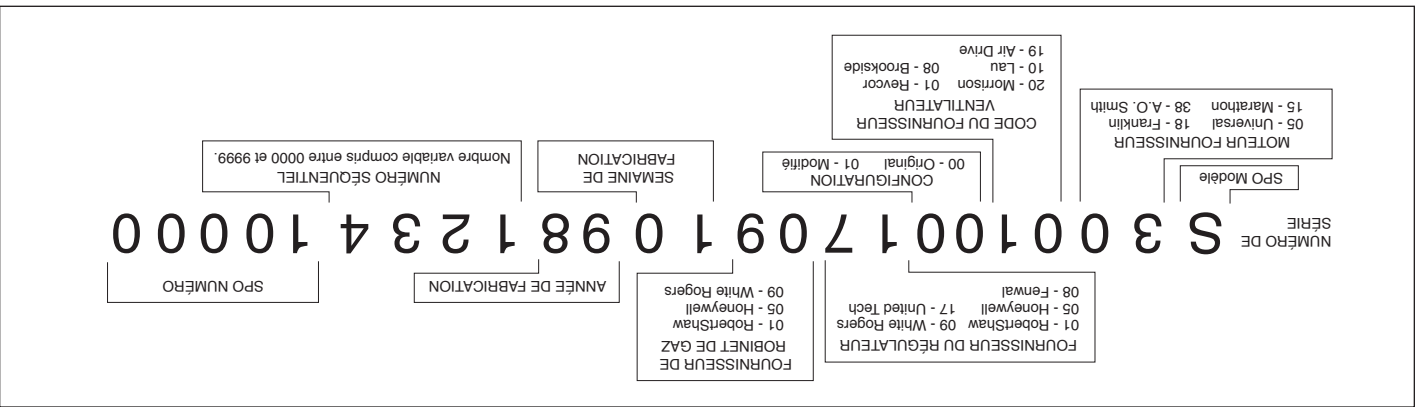 MOTEUR FOURNISSEUR
05 - Universal 18 - Franklin
15 - Marathon 38 - A.O. Smith
CODE DU FOURNISSEUR
VENTILATEUR
20 - Morrison 01 - Revcor
10 - Lau 08 - Brookside
19 - Air Drive
SPO Modèle
CONFIGURATION
00 - Original 01 - Modifié
SEMAINE DE
FABRICATION
NUMÉRO SÉQUENTIEL
Nombre variable compris entre 0000 et 9999.
NUMÉRO DE
SÉRIE
S 3 0 0 1 0 0 1 7 0 9 1 0 9 8 1 2 3 4 1 0 0 0 0
FOURNISSEUR DU RÉGULATEUR
01 - RobertShaw 09 - White Rogers
05 - Honeywell 17 - United Tech
08 - Fenwal
FOURNISSEUR DE
ROBINET DE GAZ
01 - RobertShaw
05 - Honeywell
09 - White Rogers
ANNÉE DE FABRICATION
SPO NUMÉRO